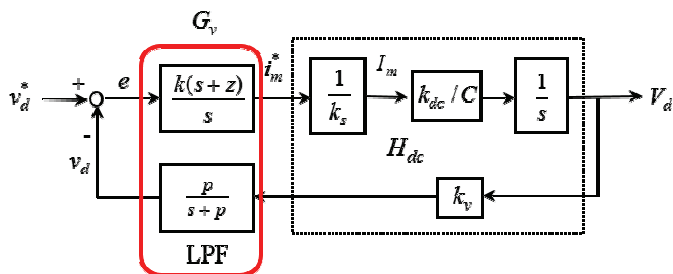 G_v
v_d^* + e k(s+z)/s i_m^* 1/k_s I_m k_dc / C 1/s V_d
-
H_dc
v_d p/(s+p) k_v
LPF